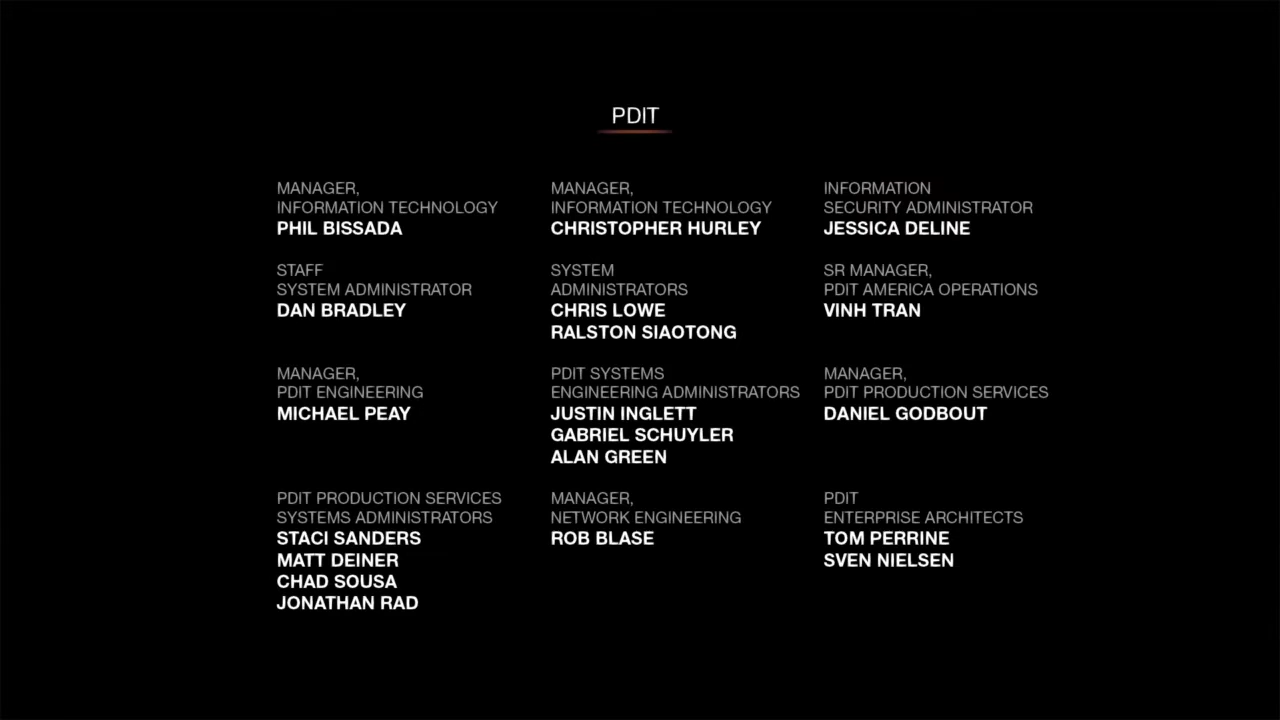 PDIT
MANAGER,
INFORMATION TECHNOLOGY
PHIL BISSADA
MANAGER,
INFORMATION TECHNOLOGY
CHRISTOPHER HURLEY
INFORMATION
SECURITY ADMINISTRATOR
JESSICA DELINE
STAFF
SYSTEM ADMINISTRATOR
DAN BRADLEY
SYSTEM
ADMINISTRATORS
CHRIS LOWE
RALSTON SIAOTONG
SR MANAGER,
PDIT AMERICA OPERATIONS
VINH TRAN
MANAGER,
PDIT ENGINEERING
MICHAEL PEAY
PDIT SYSTEMS
ENGINEERING ADMINISTRATORS
JUSTIN INGLETT
GABRIEL SCHUYLER
ALAN GREEN
MANAGER,
PDIT PRODUCTION SERVICES
DANIEL GODBOUT
PDIT PRODUCTION SERVICES
SYSTEMS ADMINISTRATORS
STACI SANDERS
MATT DEINER
CHAD SOUSA
JONATHAN RAD
MANAGER,
NETWORK ENGINEERING
ROB BLASE
PDIT
ENTERPRISE ARCHITECTS
TOM PERRINE
SVEN NIELSEN